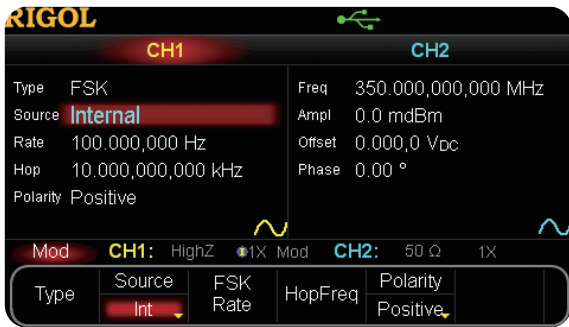 RIGOL
CH1 CH2
Type FSK Freq 350.000,000,000 MHz
Source Internal Ampl 0.0 mdBm
Rate 100.000,000 Hz Offset 0.000,0 VDC
Hop 10.000,000,000 kHz Phase 0.00 °
Polarity Positive
Mod CH1: HighZ 1X Mod CH2: 50 Ω 1X
Type Source Int FSK Rate HopFreq Polarity Positive